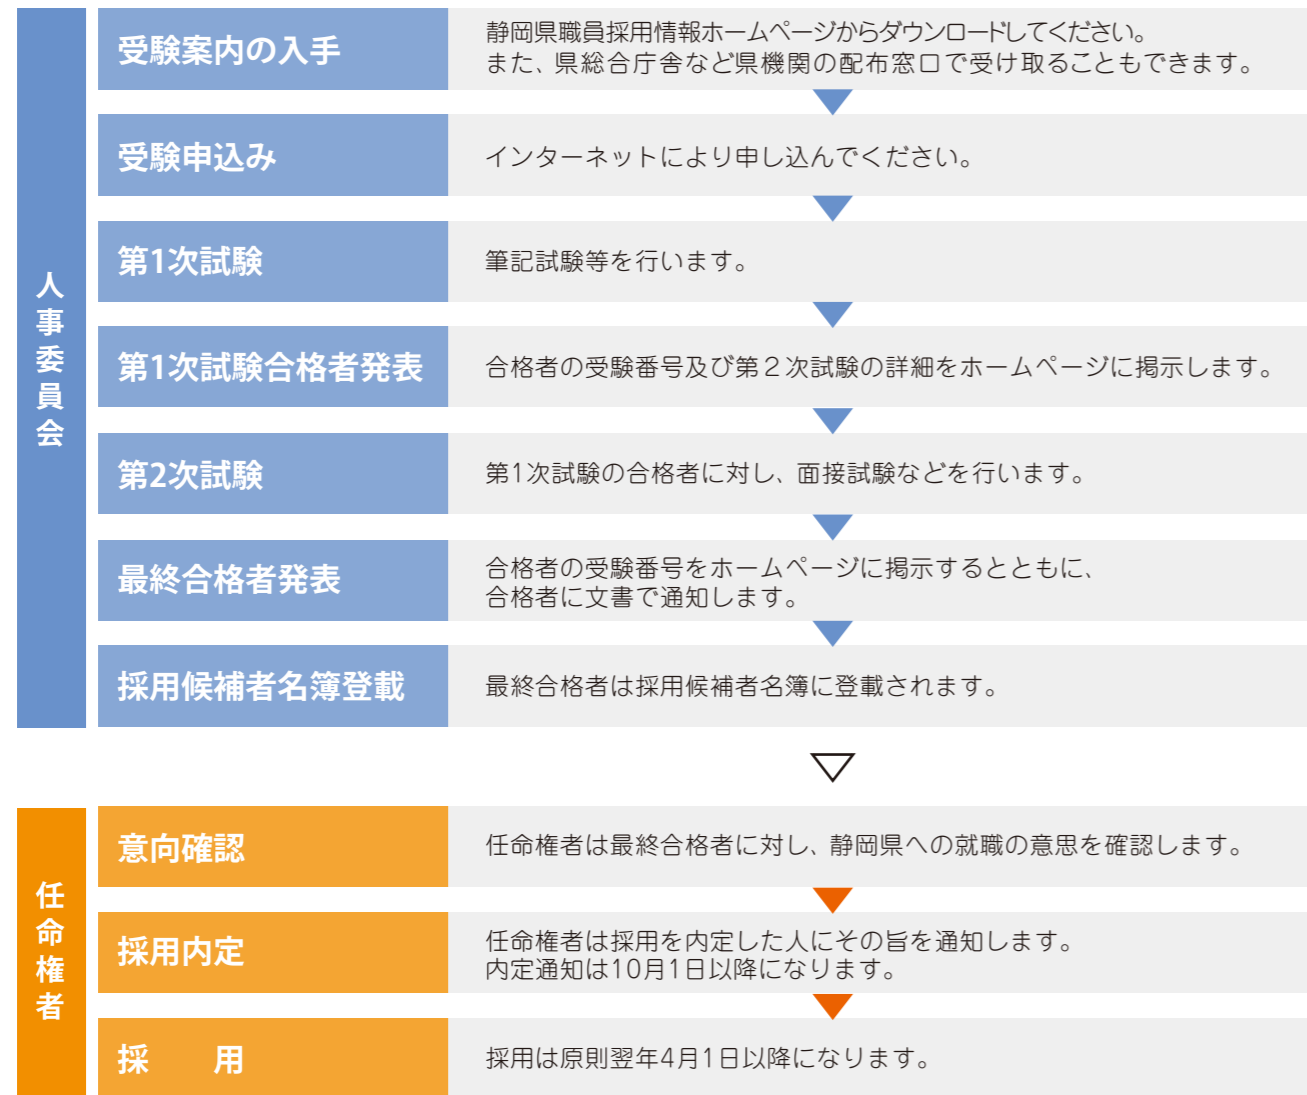 人事委員会
受験案内の入手
静岡県職員採用情報ホームページからダウンロードしてください。
また、県総合庁舎など県機関の配布窓口で受け取ることもできます。
受験申込み
インターネットにより申し込んでください。
第1次試験
筆記試験等を行います。
第1次試験合格者発表
合格者の受験番号及び第２次試験の詳細をホームページに掲示します。
第2次試験
第1次試験の合格者に対し、面接試験などを行います。
最終合格者発表
合格者の受験番号をホームページに掲示するとともに、
合格者に文書で通知します。
採用候補者名簿登載
最終合格者は採用候補者名簿に登載されます。
任命権者
意向確認
任命権者は最終合格者に対し、静岡県への就職の意思を確認します。
採用内定
任命権者は採用を内定した人にその旨を通知します。
内定通知は10月1日以降になります。
採　　用
採用は原則翌年4月1日以降になります。